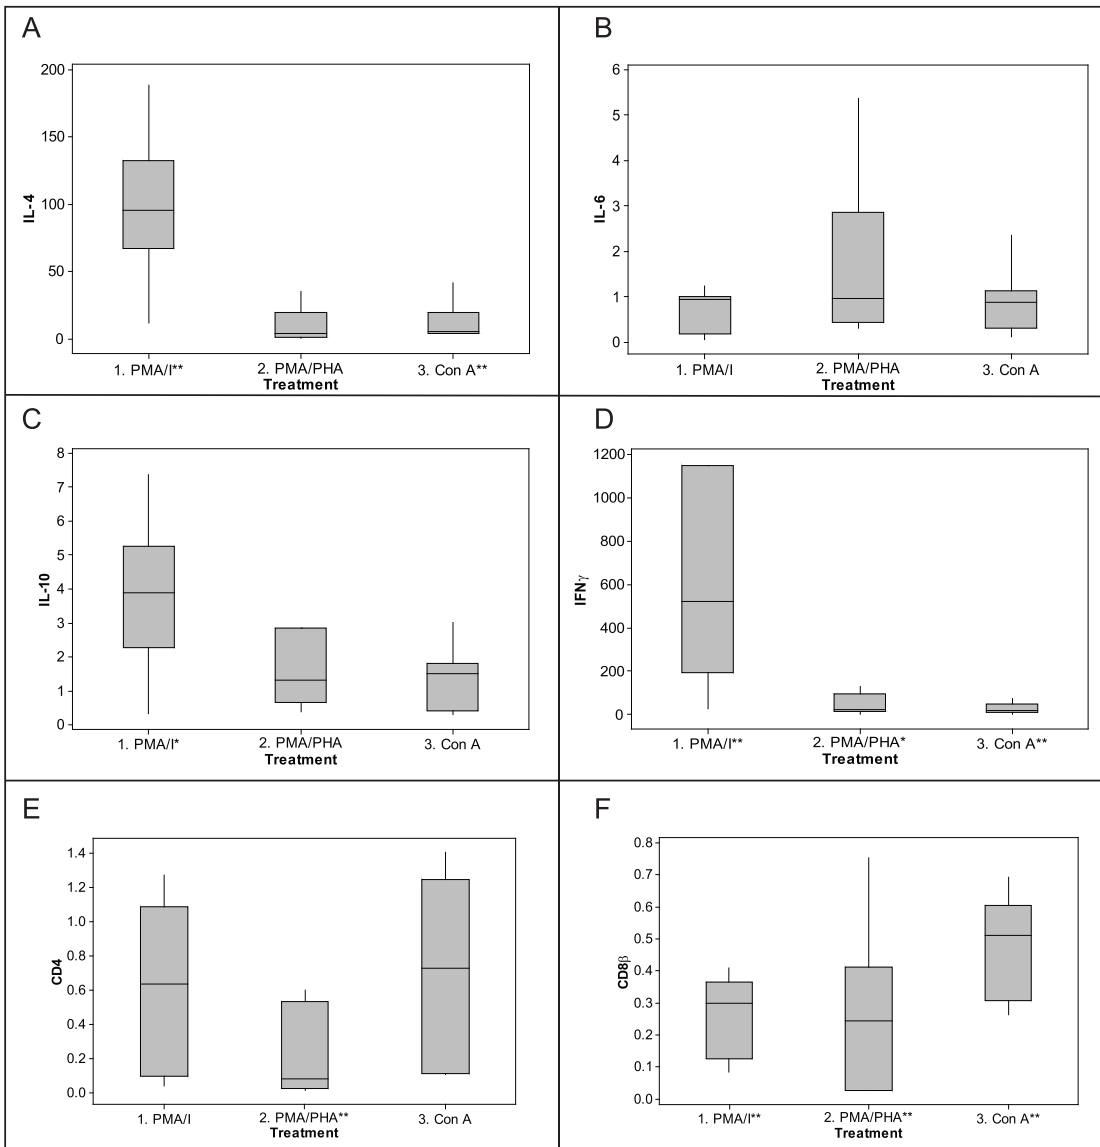 A
200
150
100
50
0
IL-4
1. PMA/I**
2. PMA/PHA
3. Con A**
Treatment
B
6
5
4
3
2
1
0
IL-6
1. PMA/I
2. PMA/PHA
3. Con A
Treatment
C
8
7
6
5
4
3
2
1
0
IL-10
1. PMA/I*
2. PMA/PHA
3. Con A
Treatment
D
1200
1000
800
600
400
200
0
IFNγ
1. PMA/I**
2. PMA/PHA*
3. Con A**
Treatment
E
1.4
1.2
1.0
0.8
0.6
0.4
0.2
0.0
CD4
1. PMA/I
2. PMA/PHA**
3. Con A
Treatment
F
0.8
0.7
0.6
0.5
0.4
0.3
0.2
0.1
0.0
CD8β
1. PMA/I**
2. PMA/PHA**
3. Con A**
Treatment